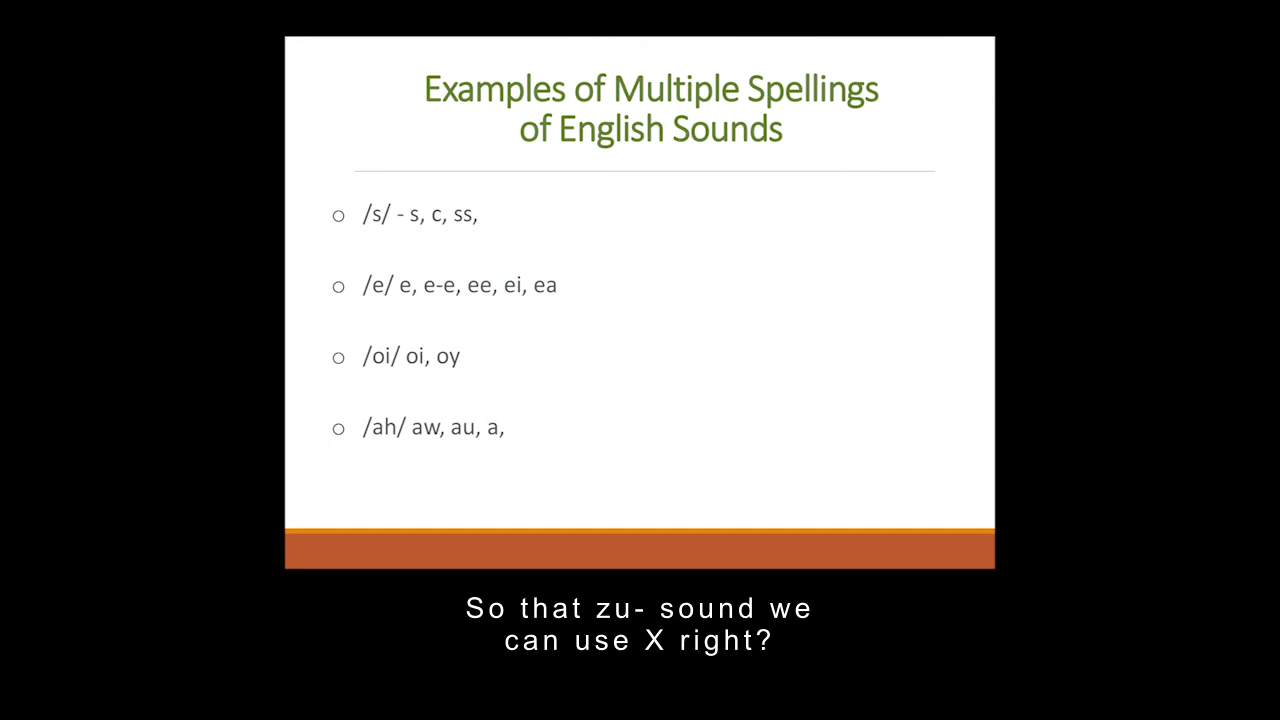 Examples of Multiple Spellings
of English Sounds
○ /s/ - s, c, ss,
○ /e/ e, e-e, ee, ei, ea
○ /oi/ oi, oy
○ /ah/ aw, au, a,
So that zu- sound we
can use X right?